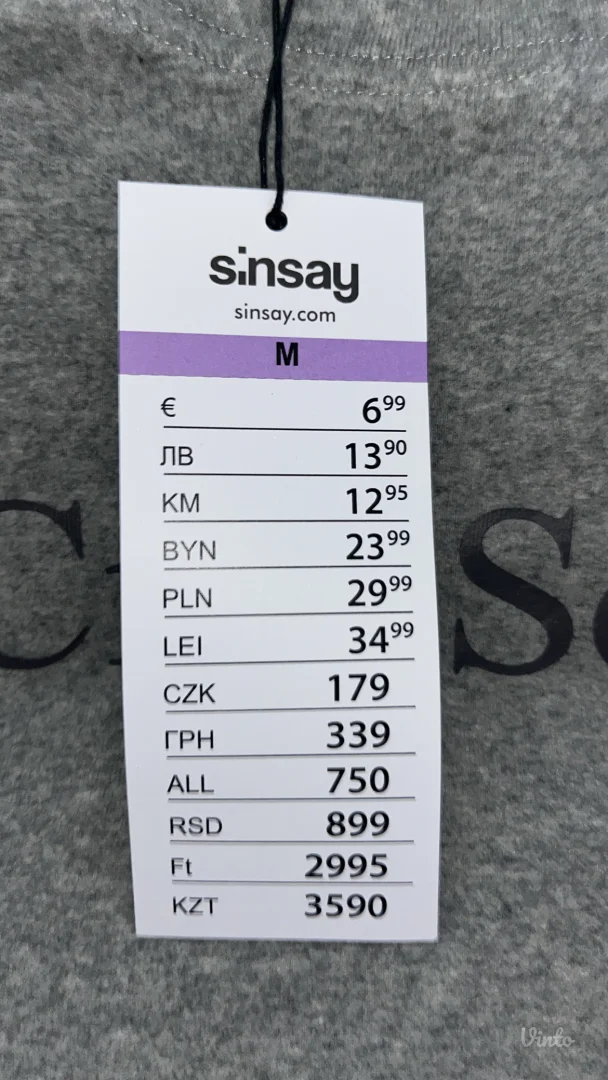 sinsay
sinsay.com
M
€ 6⁹⁹
ЛВ 13⁹⁰
KM 12⁹⁵
BYN 23⁹⁹
PLN 29⁹⁹
LEI 34⁹⁹
CZK 179
ГРН 339
ALL 750
RSD 899
Ft 2995
KZT 3590